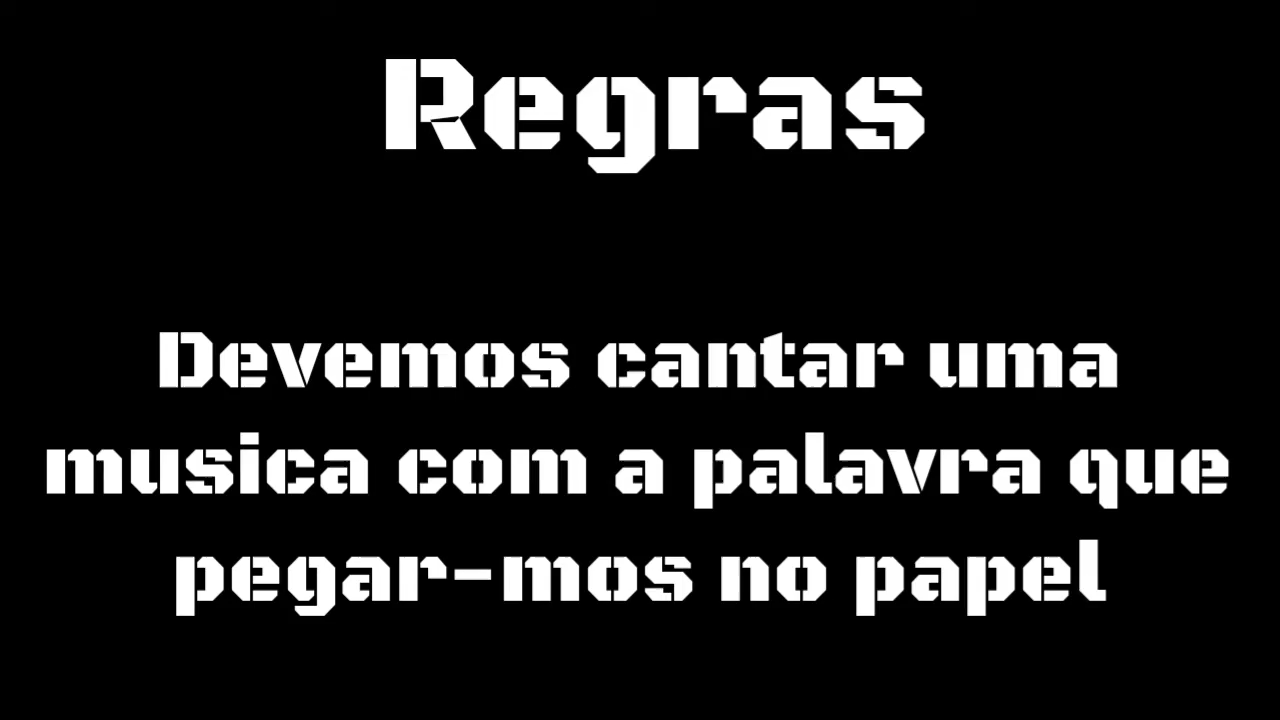 Regras
Devemos cantar uma
musica com a palavra que
pegar-mos no papel